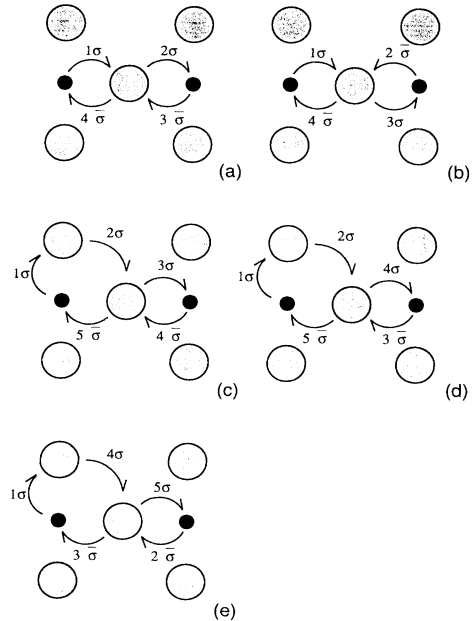 1σ 2σ
4 σ̅ 3 σ̅
(a)
1σ 2 σ̅
4 σ̅ 3σ
(b)
2σ
1σ 3σ
5 σ̅ 4 σ̅
(c)
2σ
1σ 4σ
5 σ̅ 3 σ̅
(d)
4σ
1σ 5σ
3 σ̅ 2 σ̅
(e)